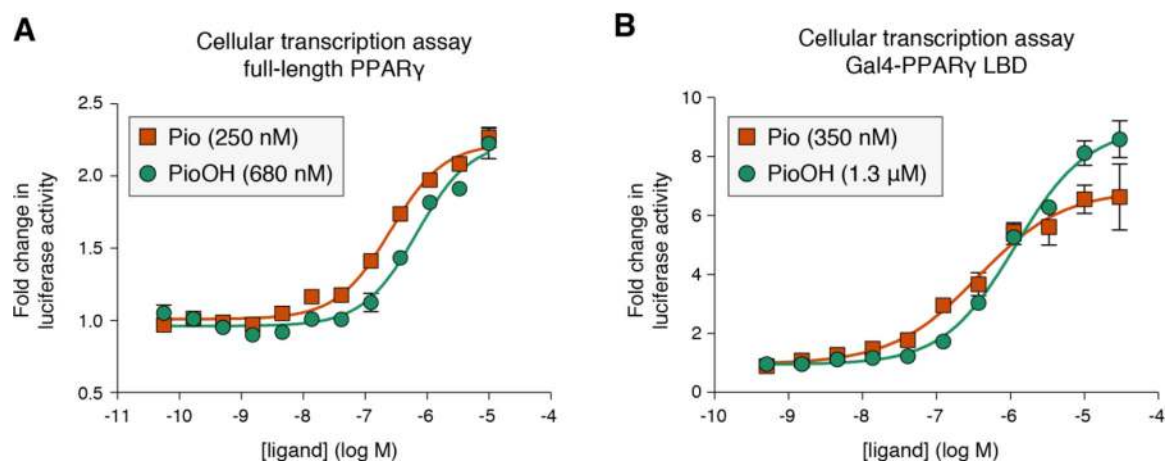 A
Cellular transcription assay
full-length PPARγ
Fold change in
luciferase activity
2.5
2.0
1.5
1.0
0.5
Pio (250 nM)
PioOH (680 nM)
-11 -10 -9 -8 -7 -6 -5 -4
[ligand] (log M)
B
Cellular transcription assay
Gal4-PPARγ LBD
Fold change in
luciferase activity
10
8
6
4
2
0
Pio (350 nM)
PioOH (1.3 μM)
-10 -9 -8 -7 -6 -5 -4
[ligand] (log M)